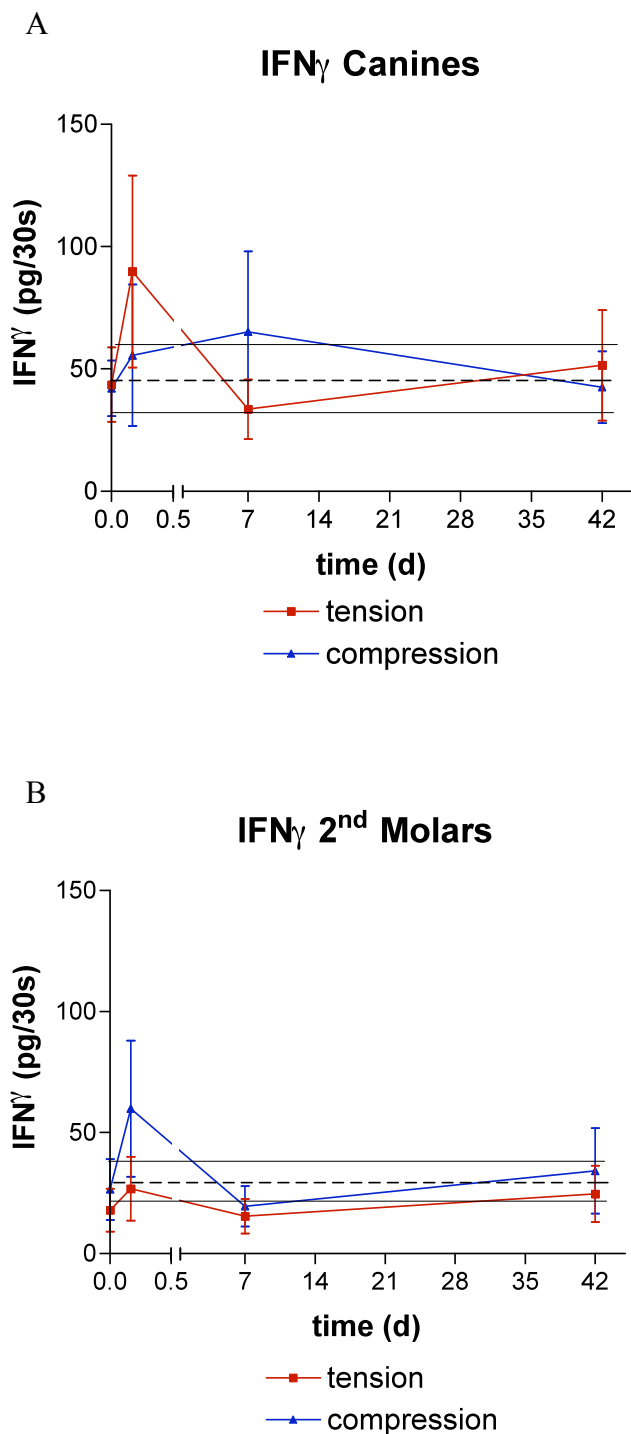 A
IFNγ Canines
150
100
50
0
IFNγ (pg/30s)
0.0 0.5 7 14 21 28 35 42
time (d)
tension
compression
B
IFNγ 2nd Molars
150
100
50
0
IFNγ (pg/30s)
0.0 0.5 7 14 21 28 35 42
time (d)
tension
compression